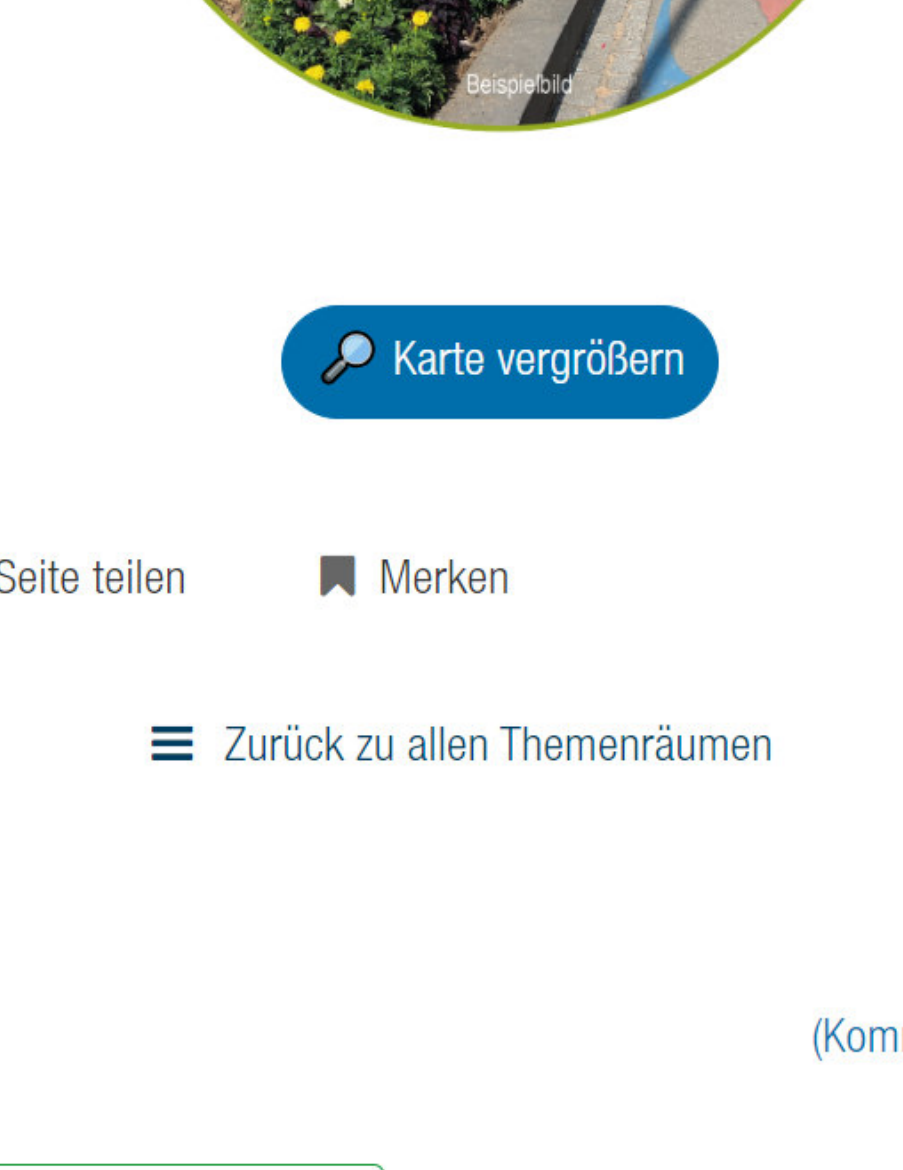 Beispielbild
Karte vergrößern
Seite teilen
Merken
Zurück zu allen Themenräumen